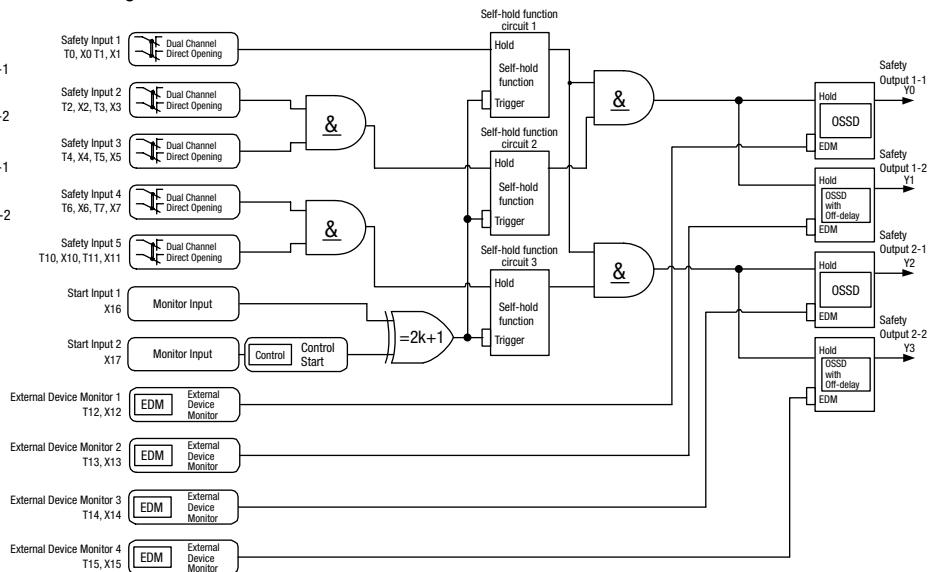 Self-hold function
circuit 1
Safety Input 1
T0, X0 T1, X1
Dual Channel
Direct Opening
Hold
Self-hold
function
Trigger
-1
Safety Input 2
T2, X2, T3, X3
Dual Channel
Direct Opening
&
&
-2
Safety Input 3
T4, X4, T5, X5
Dual Channel
Direct Opening
Self-hold function
circuit 2
Hold
Self-hold
function
Trigger
-1
Safety Input 4
T6, X6, T7, X7
Dual Channel
Direct Opening
&
-2
Safety Input 5
T10, X10, T11, X11
Dual Channel
Direct Opening
Self-hold function
circuit 3
Hold
Self-hold
function
Trigger
&
Start Input 1
X16
Monitor Input
=2k+1
Start Input 2
X17
Monitor Input
Control
Control
Start
External Device Monitor 1
T12, X12
EDM
External
Device
Monitor
External Device Monitor 2
T13, X13
EDM
External
Device
Monitor
External Device Monitor 3
T14, X14
EDM
External
Device
Monitor
External Device Monitor 4
T15, X15
EDM
External
Device
Monitor
Safety
Output 1-1
Y0
Hold
OSSD
EDM
Safety
Output 1-2
Y1
Hold
OSSD
with
Off-delay
EDM
Safety
Output 2-1
Y2
Hold
OSSD
EDM
Safety
Output 2-2
Y3
Hold
OSSD
with
Off-delay
EDM